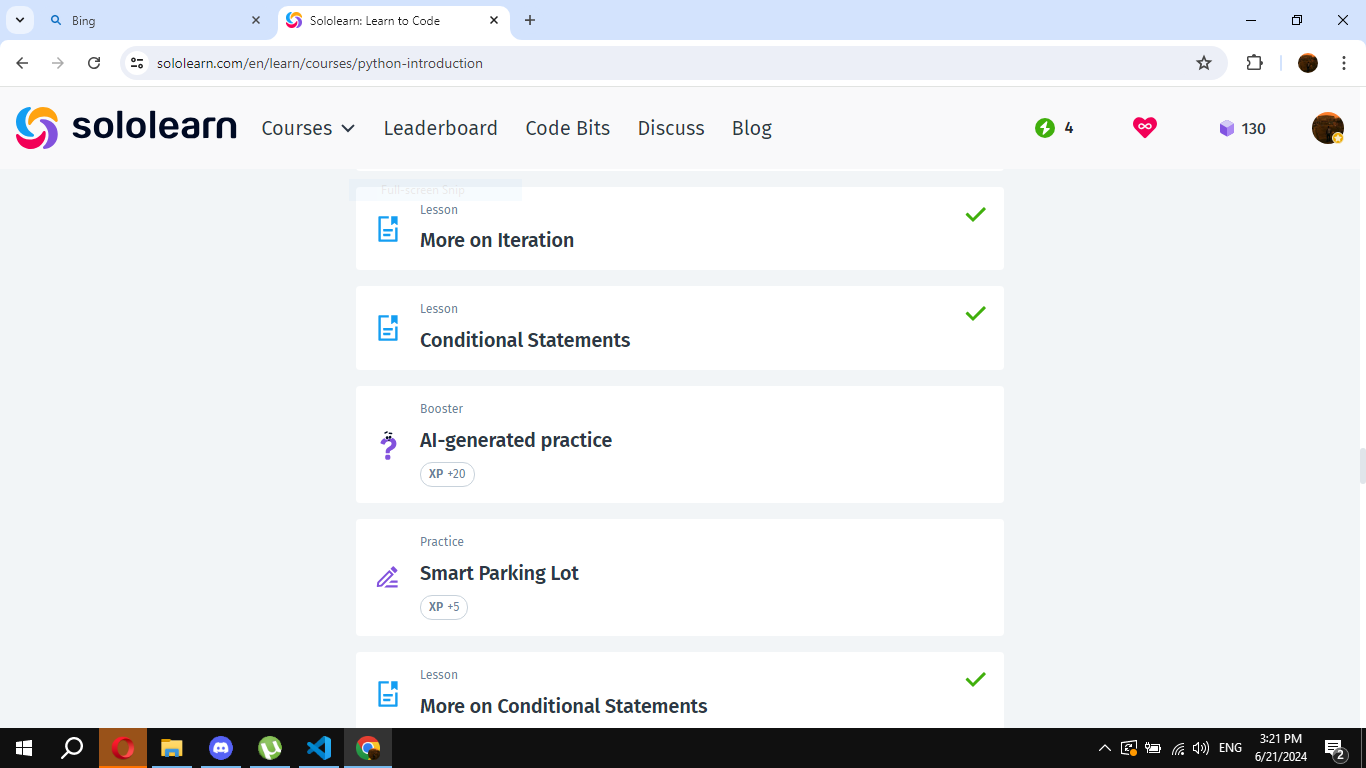 Bing
Sololearn: Learn to Code
sololearn.com/en/learn/courses/python-introduction
sololearn
Courses
Leaderboard
Code Bits
Discuss
Blog
4
130
Full-screen Snip
Lesson
More on Iteration
Lesson
Conditional Statements
Booster
AI-generated practice
XP +20
Practice
Smart Parking Lot
XP +5
Lesson
More on Conditional Statements
ENG
3:21 PM
6/21/2024
2